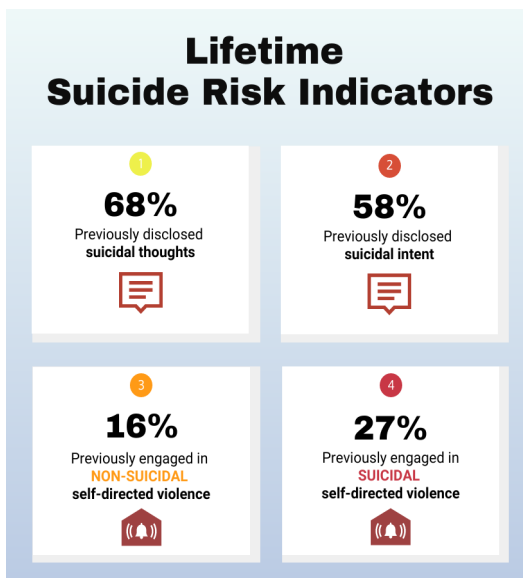 Lifetime
Suicide Risk Indicators
1
68%
Previously disclosed
suicidal thoughts
2
58%
Previously disclosed
suicidal intent
3
16%
Previously engaged in
NON-SUICIDAL
self-directed violence
4
27%
Previously engaged in
SUICIDAL
self-directed violence